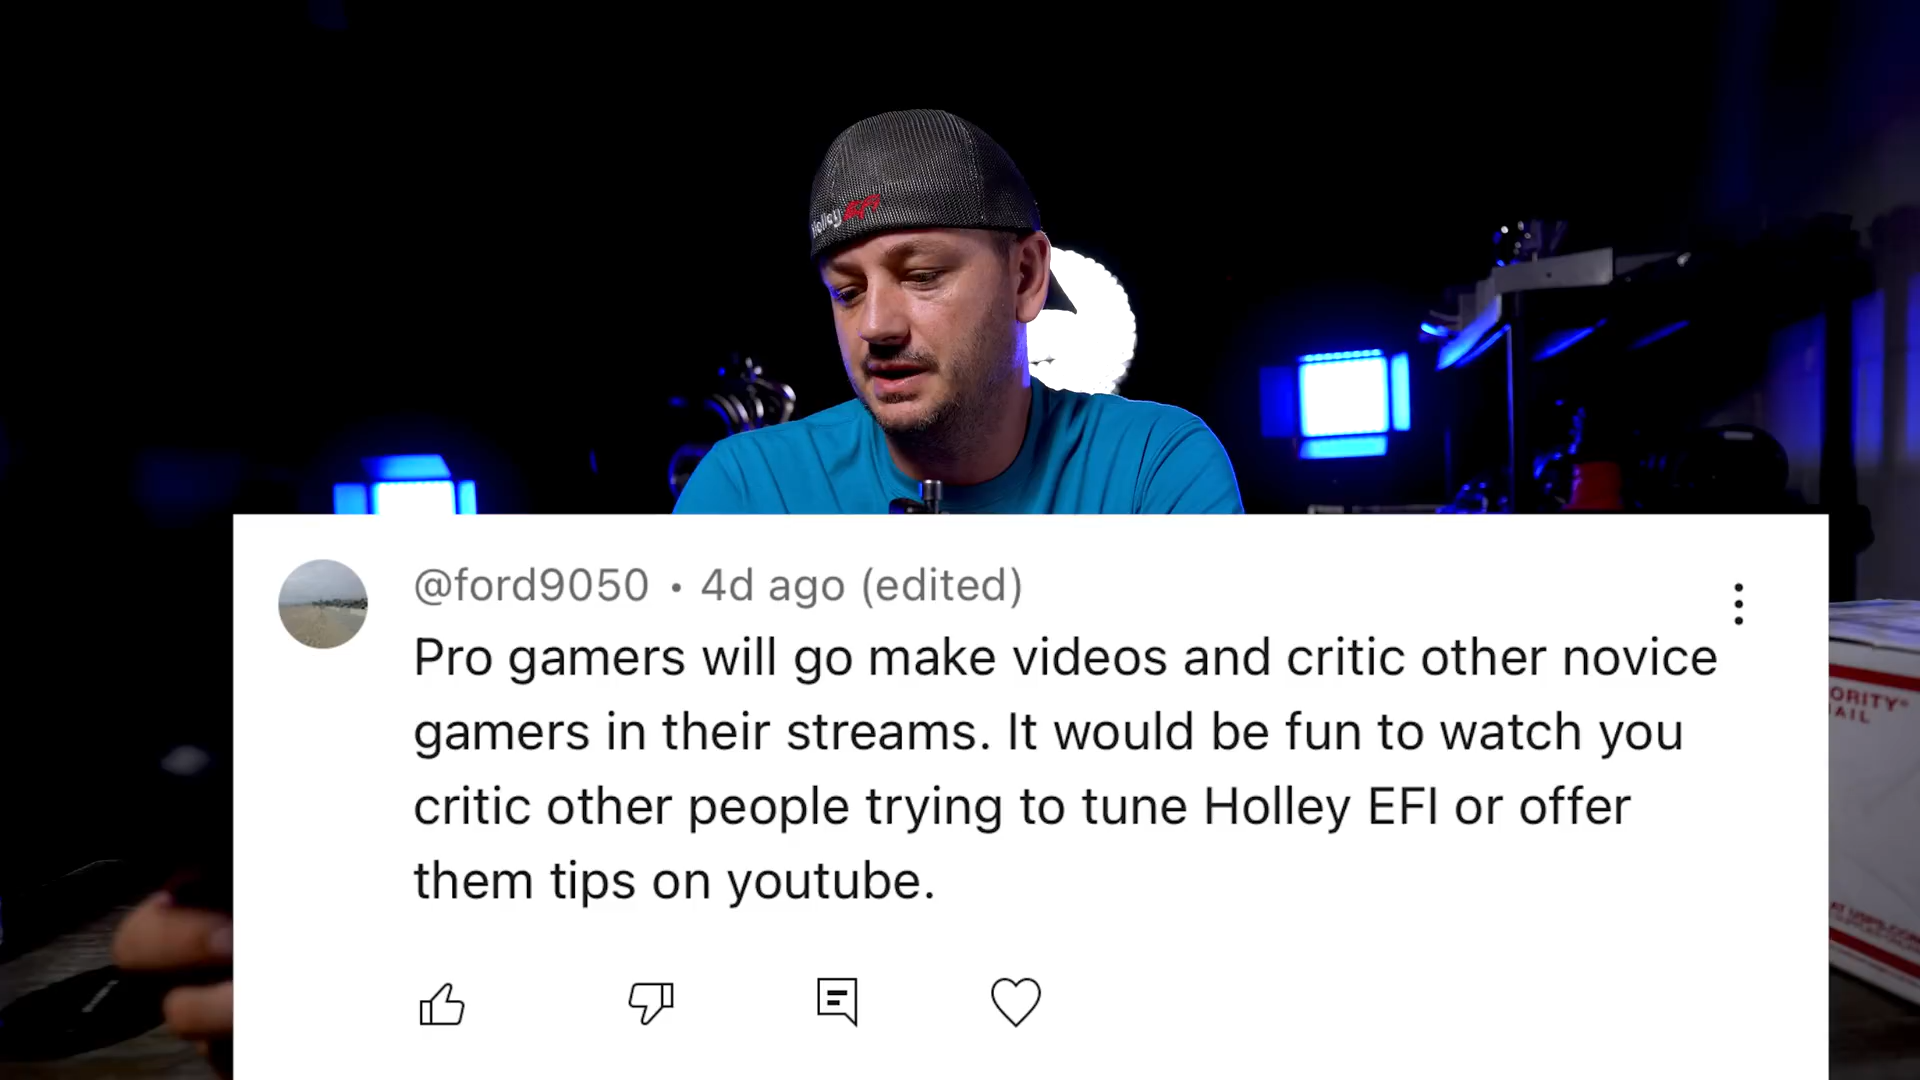 Holley EFI
@ford9050 • 4d ago (edited)
Pro gamers will go make videos and critic other novice
gamers in their streams. It would be fun to watch you
critic other people trying to tune Holley EFI or offer
them tips on youtube.
ORITY®
AIL